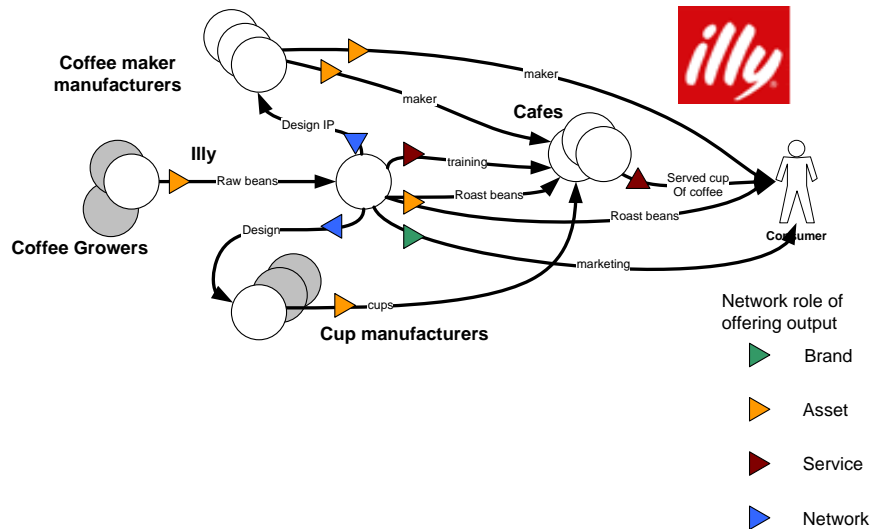 Coffee maker
manufacturers
illy
maker
maker
Cafes
Design IP
Illy
training
Served cup
Of coffee
Raw beans
Roast beans
Roast beans
Coffee Growers
Design
Consumer
marketing
cups
Cup manufacturers
Network role of
offering output
Brand
Asset
Service
Network